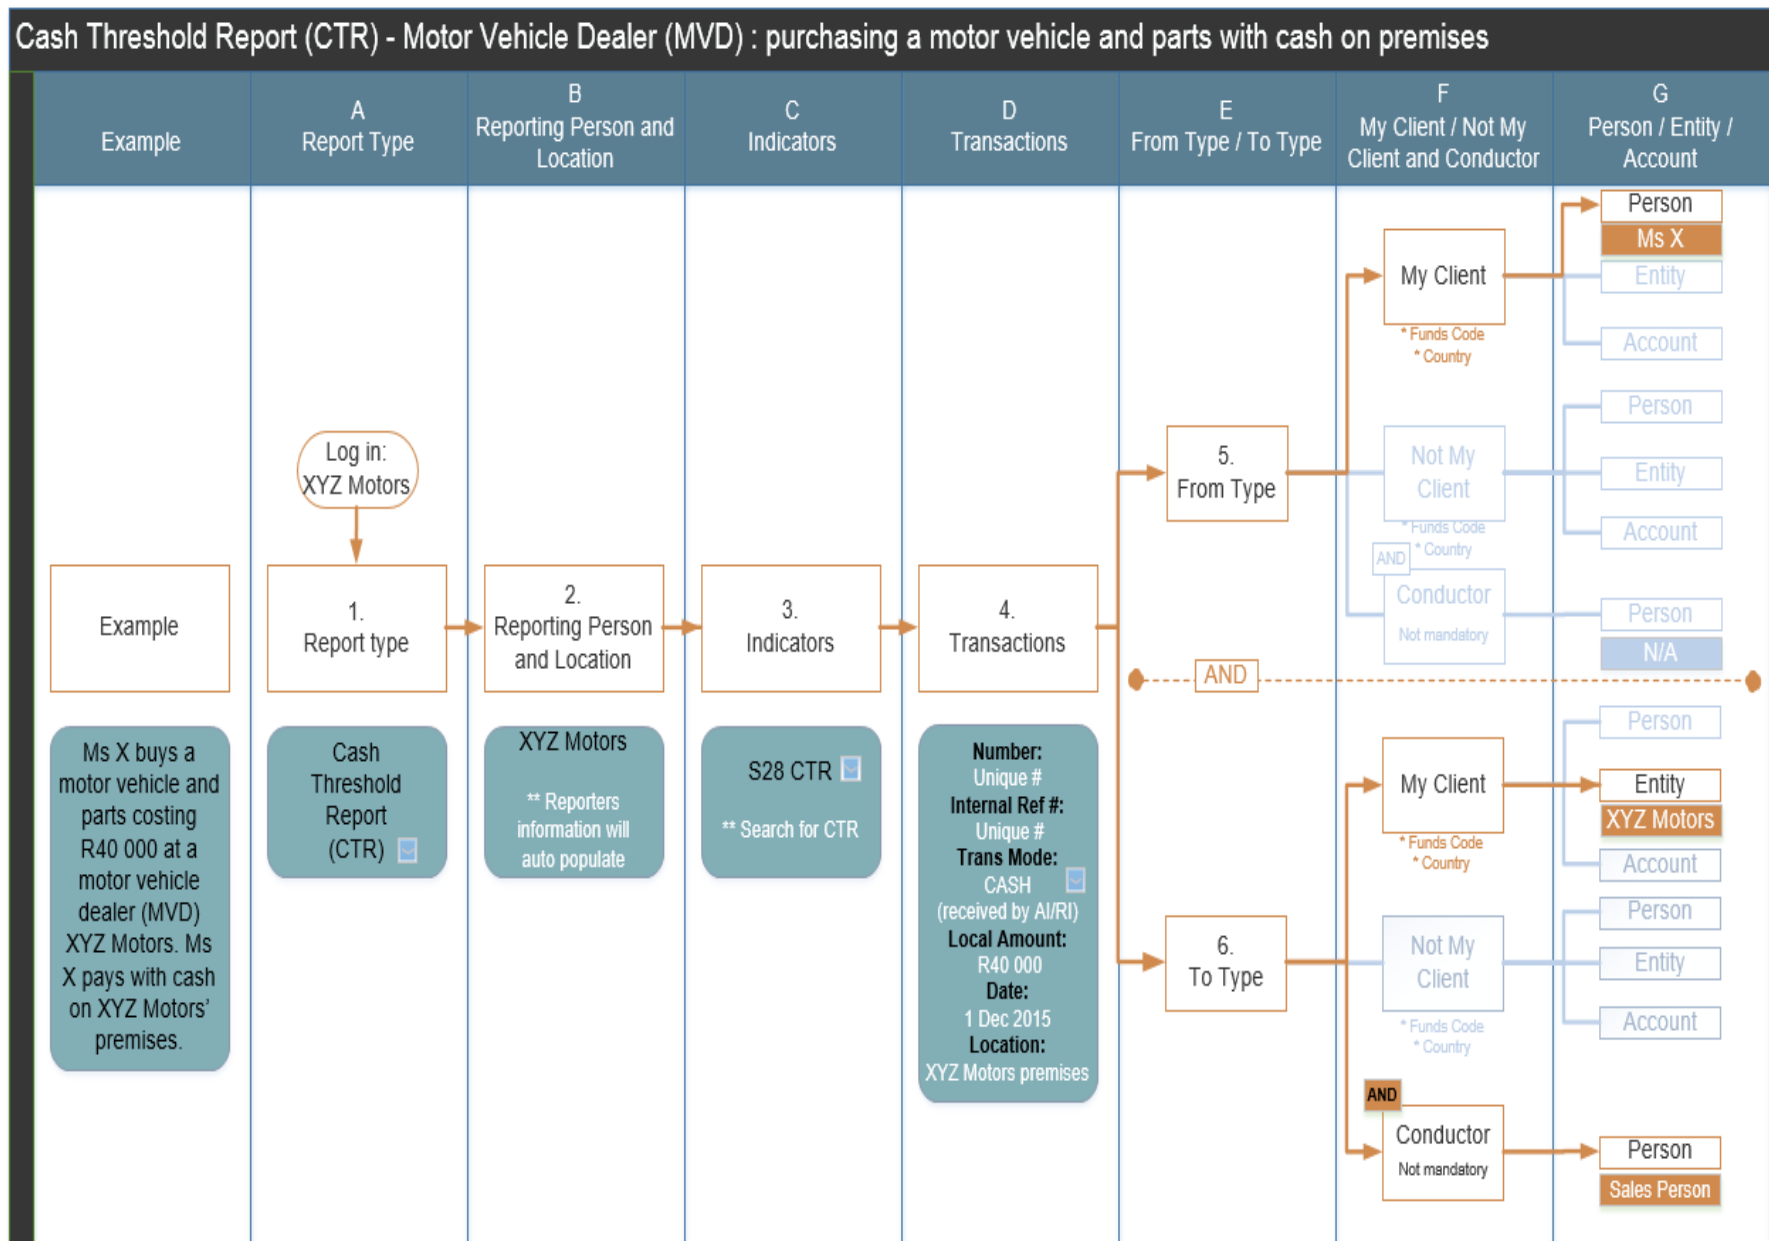 Cash Threshold Report (CTR) - Motor Vehicle Dealer (MVD) : purchasing a motor vehicle and parts with cash on premises
Example
A
Report Type
B
Reporting Person and
Location
C
Indicators
D
Transactions
E
From Type / To Type
F
My Client / Not My
Client and Conductor
G
Person / Entity /
Account
Example
Ms X buys a
motor vehicle and
parts costing
R40 000 at a
motor vehicle
dealer (MVD)
XYZ Motors. Ms
X pays with cash
on XYZ Motors'
premises.
Log in:
XYZ Motors
1.
Report type
Cash
Threshold
Report
(CTR)
2.
Reporting Person
and Location
XYZ Motors
** Reporters
information will
auto populate
3.
Indicators
S28 CTR
** Search for CTR
4.
Transactions
Number:
Unique #
Internal Ref #:
Unique #
Trans Mode:
CASH
(received by AI/RI)
Local Amount:
R40 000
Date:
1 Dec 2015
Location:
XYZ Motors premises
5.
From Type
My Client
* Funds Code
* Country
Person
Ms X
Entity
Account
Not My
Client
* Funds Code
* Country
Person
Entity
Account
AND
Conductor
Not mandatory
Person
N/A
AND
6.
To Type
My Client
* Funds Code
* Country
Person
Entity
XYZ Motors
Account
Not My
Client
* Funds Code
* Country
Person
Entity
Account
AND
Conductor
Not mandatory
Person
Sales Person